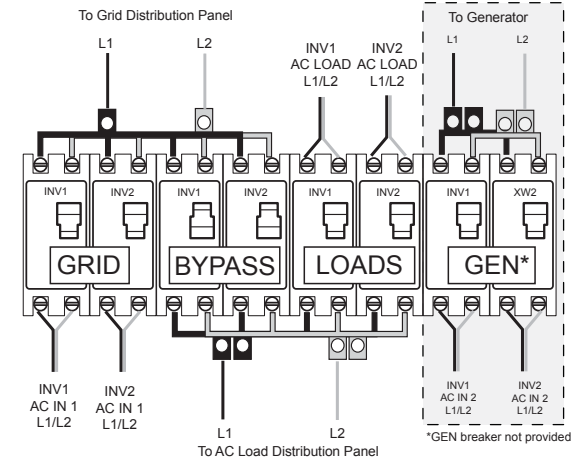 To Grid Distribution Panel
To Generator
L1
L2
INV1
AC LOAD
L1/L2
INV2
AC LOAD
L1/L2
L1
L2
INV1
INV2
INV1
INV2
INV1
INV2
INV1
XW2
GRID
BYPASS
LOADS
GEN*
INV1
AC IN 1
L1/L2
INV2
AC IN 1
L1/L2
INV1
AC IN 2
L1/L2
INV2
AC IN 2
L1/L2
L1
L2
To AC Load Distribution Panel
*GEN breaker not provided